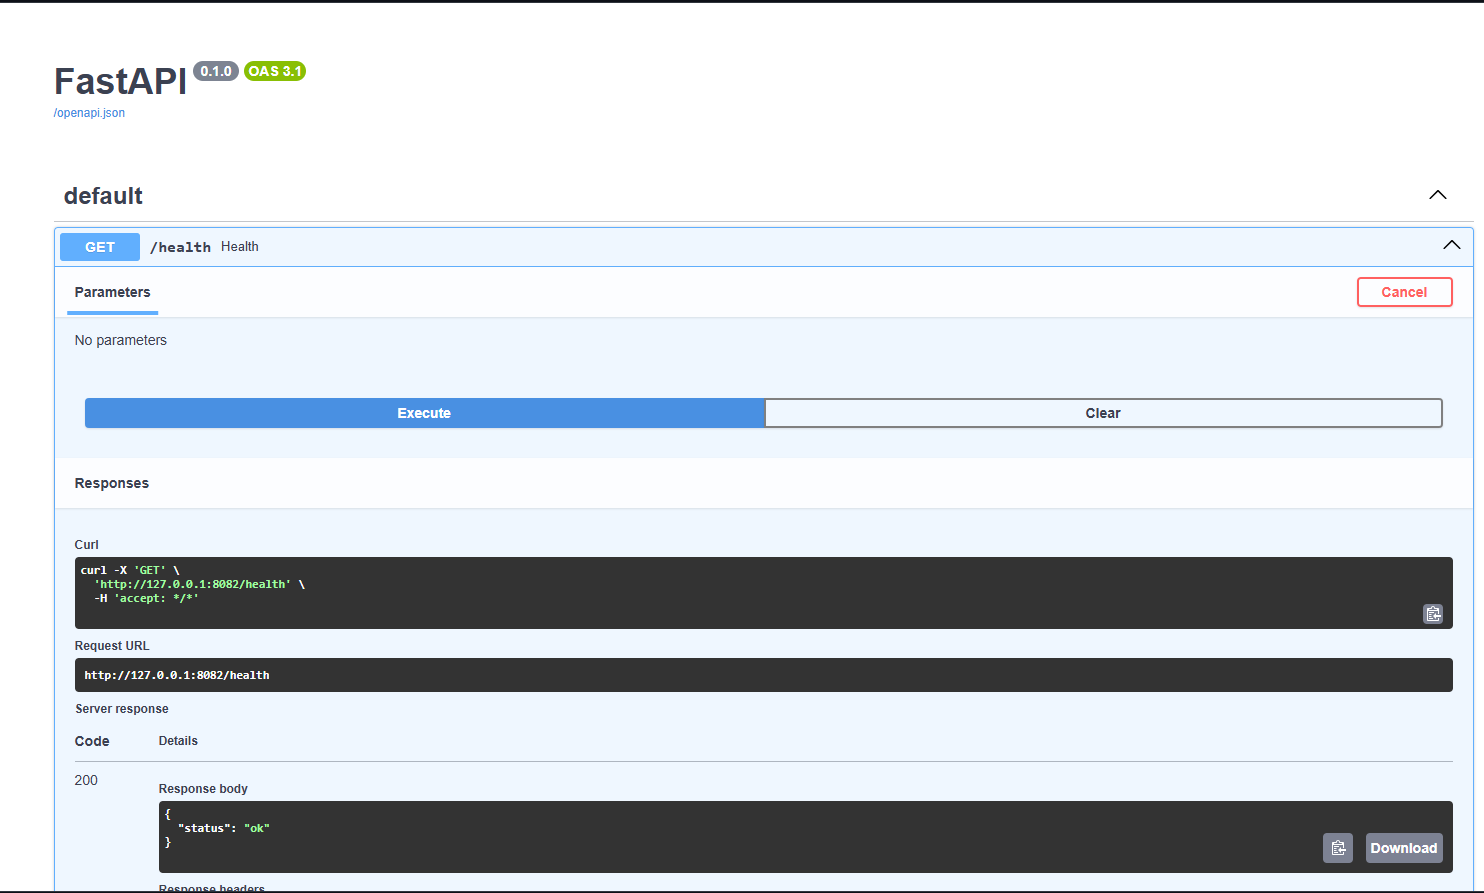 FastAPI 0.1.0 OAS 3.1
/openapi.json
default
GET /health Health
Parameters
Cancel
No parameters
Execute
Clear
Responses
Curl
curl -X 'GET' \
'http://127.0.0.1:8082/health' \
-H 'accept: */*'
Request URL
http://127.0.0.1:8082/health
Server response
Code Details
200
Response body
{
"status": "ok"
}
Download
Response headers